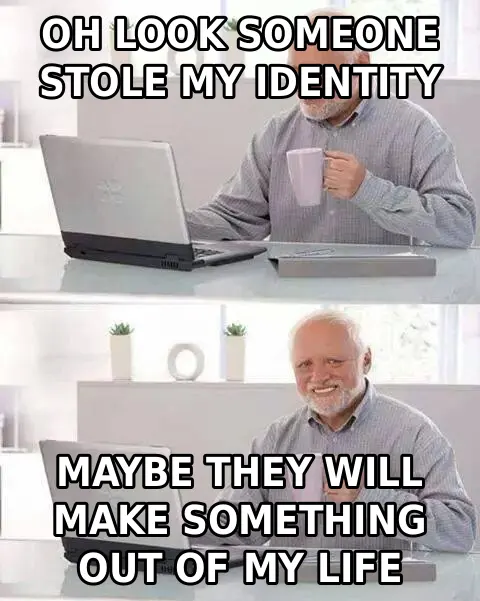 OH LOOK SOMEONE
STOLE MY IDENTITY
MAYBE THEY WILL
MAKE SOMETHING
OUT OF MY LIFE